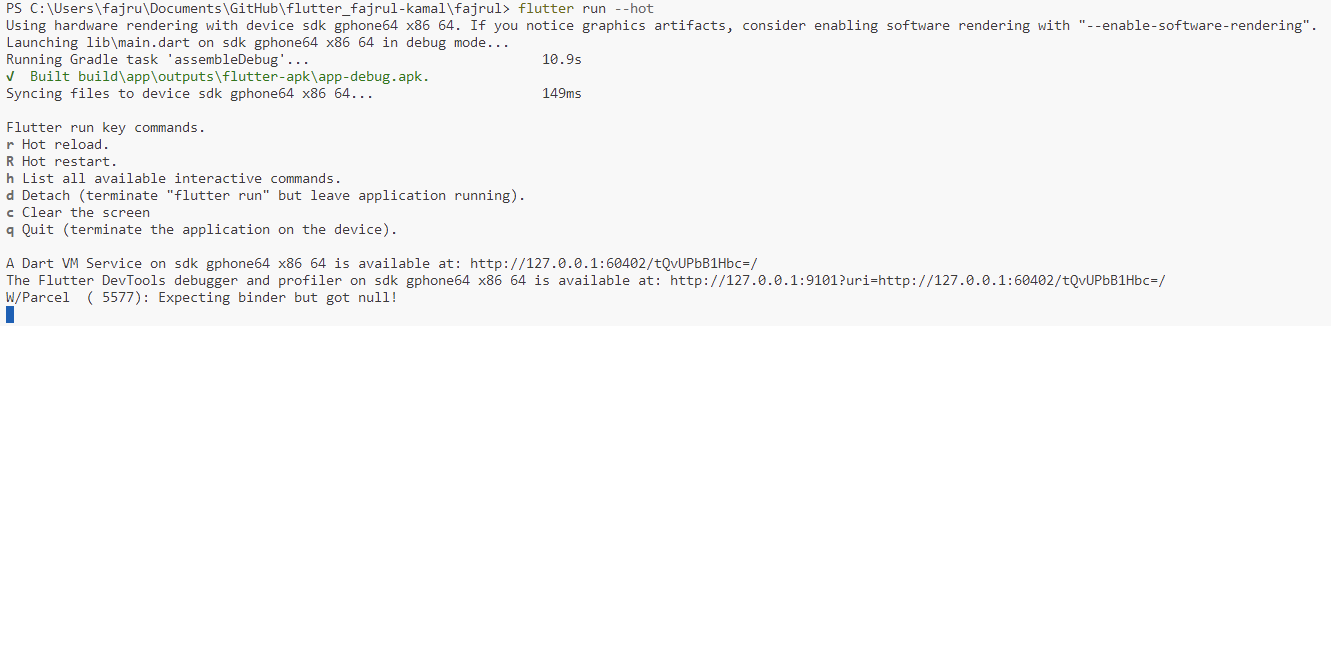 PS C:\Users\fajru\Documents\GitHub\flutter_fajrul-kamal\fajrul> flutter run --hot
Using hardware rendering with device sdk gphone64 x86 64. If you notice graphics artifacts, consider enabling software rendering with "--enable-software-rendering".
Launching lib\main.dart on sdk gphone64 x86 64 in debug mode...
Running Gradle task 'assembleDebug'... 10.9s
√ Built build\app\outputs\flutter-apk\app-debug.apk.
Syncing files to device sdk gphone64 x86 64... 149ms
Flutter run key commands.
r Hot reload.
R Hot restart.
h List all available interactive commands.
d Detach (terminate "flutter run" but leave application running).
c Clear the screen
q Quit (terminate the application on the device).
A Dart VM Service on sdk gphone64 x86 64 is available at: http://127.0.0.1:60402/tQvUPbB1Hbc=/
The Flutter DevTools debugger and profiler on sdk gphone64 x86 64 is available at: http://127.0.0.1:9101?uri=http://127.0.0.1:60402/tQvUPbB1Hbc=/
W/Parcel  ( 5577): Expecting binder but got null!